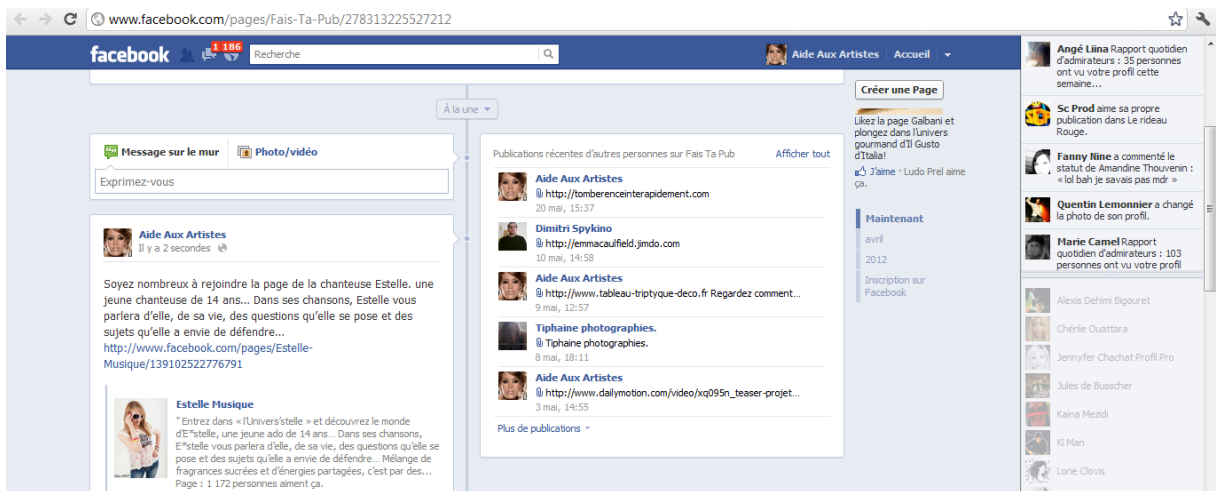 www.facebook.com/pages/Fais-Ta-Pub/278313225527212
facebook
1 186
Recherche
Aide Aux Artistes
Accueil
À la une
Message sur le mur
Photo/vidéo
Exprimez-vous
Aide Aux Artistes
Il y a 2 secondes
Soyez nombreux à rejoindre la page de la chanteuse Estelle. une
jeune chanteuse de 14 ans... Dans ses chansons, Estelle vous
parlera d'elle, de sa vie, des questions qu'elle se pose et des
sujets qu'elle a envie de défendre...
http://www.facebook.com/pages/Estelle-
Musique/139102522776791
Estelle Musique
"Entrez dans «l'Univers'stelle » et découvrez le monde
d'E*stelle, une jeune ado de 14 ans... Dans ses chansons,
E*stelle vous parlera d'elle, de sa vie, des questions qu'elle se
pose et des sujets qu'elle a envie de défendre... Mélange de
fragrances sucrées et d'énergies partagées, c'est par des...
Page : 1 172 personnes aiment ça.
Publications récentes d'autres personnes sur Fais Ta Pub
Afficher tout
Aide Aux Artistes
http://tomberenceinterapidement.com
20 mai, 15:37
Dimitri Spykino
http://emmacaulfield.jimdo.com
10 mai, 14:58
Aide Aux Artistes
http://www.tableau-triptyque-deco.fr Regardez comment...
9 mai, 12:57
Tiphaine photographies.
Tiphaine photographies.
8 mai, 18:11
Aide Aux Artistes
http://www.dailymotion.com/video/xq095n_teaser-projet...
3 mai, 14:55
Plus de publications
Créer une Page
Likez la page Galbani et
plongez dans l'univers
gourmand d'Il Gusto
d'Italia!
J'aime · Ludo Prel aime
ça.
Maintenant
avril
2012
Inscription sur
Facebook
Angé Liina Rapport quotidien
d'admirateurs : 35 personnes
ont vu votre profil cette
semaine...
Sc Prod aime sa propre
publication dans Le rideau
Rouge.
Fanny Nine a commenté le
statut de Amandine Thouvenin :
«lol bah je savais pas mdr »
Quentin Lemonnier a changé
la photo de son profil.
Marie Camel Rapport
quotidien d'admirateurs : 103
personnes ont vu votre profil
Alexis Dehimi Bigouret
Chérile Ouattara
Jennyfer Chachat Profil Pro
Jules de Busscher
Kaina Mezidi
Ki Man
Lorie Clovis